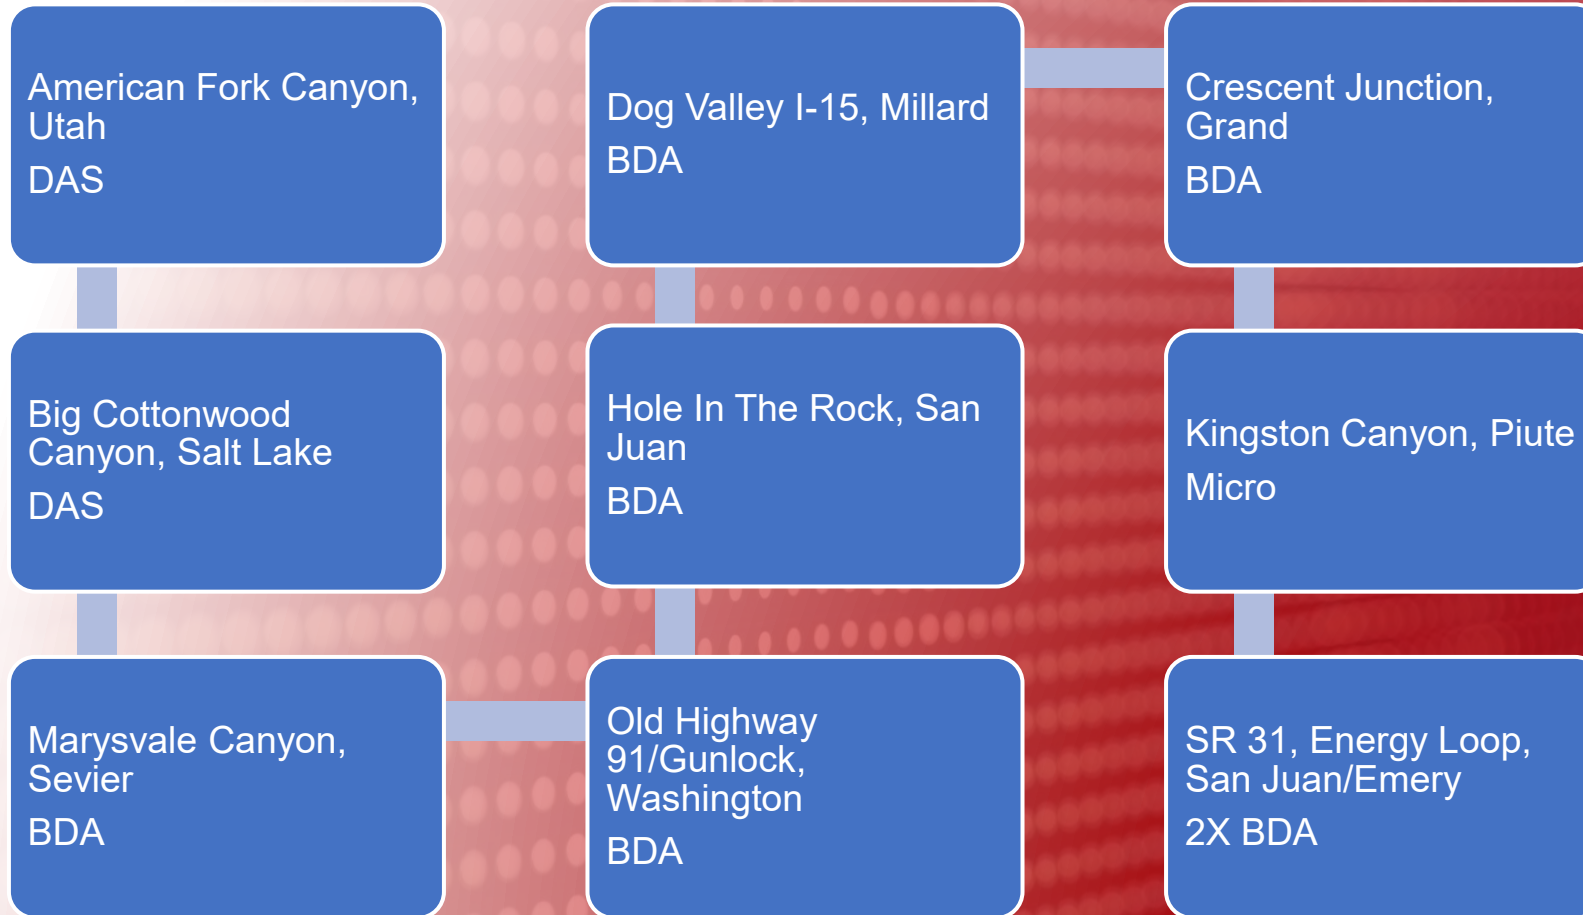 American Fork Canyon,
Utah
DAS
Big Cottonwood
Canyon, Salt Lake
DAS
Marysvale Canyon,
Sevier
BDA
Old Highway
91/Gunlock,
Washington
BDA
Hole In The Rock, San
Juan
BDA
Dog Valley I-15, Millard
BDA
Crescent Junction,
Grand
BDA
Kingston Canyon, Piute
Micro
SR 31, Energy Loop,
San Juan/Emery
2X BDA